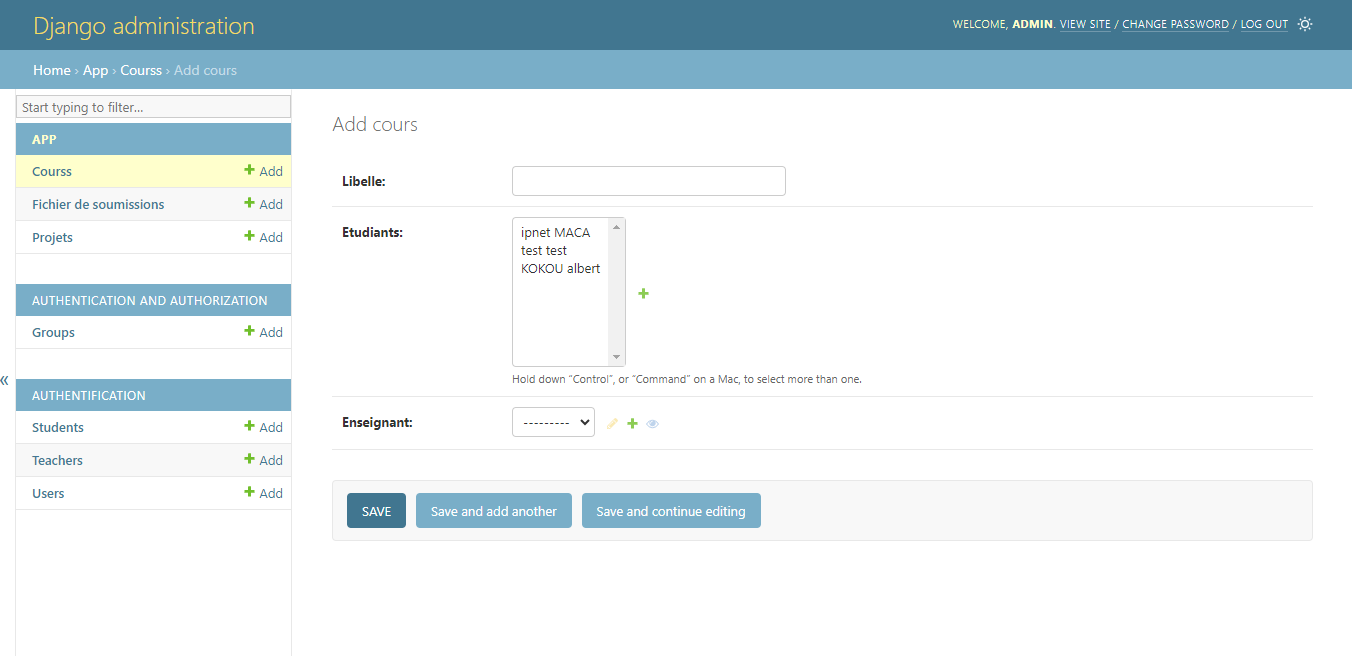 Django administration
WELCOME, ADMIN. VIEW SITE / CHANGE PASSWORD / LOG OUT
Home › App › Courss › Add cours
Start typing to filter...
APP
Courss + Add
Fichier de soumissions + Add
Projets + Add
AUTHENTICATION AND AUTHORIZATION
Groups + Add
AUTHENTIFICATION
Students + Add
Teachers + Add
Users + Add
«
Add cours
Libelle:
Etudiants:
ipnet MACA
test test
KOKOU albert
Hold down “Control”, or “Command” on a Mac, to select more than one.
Enseignant:
---------
SAVE
Save and add another
Save and continue editing